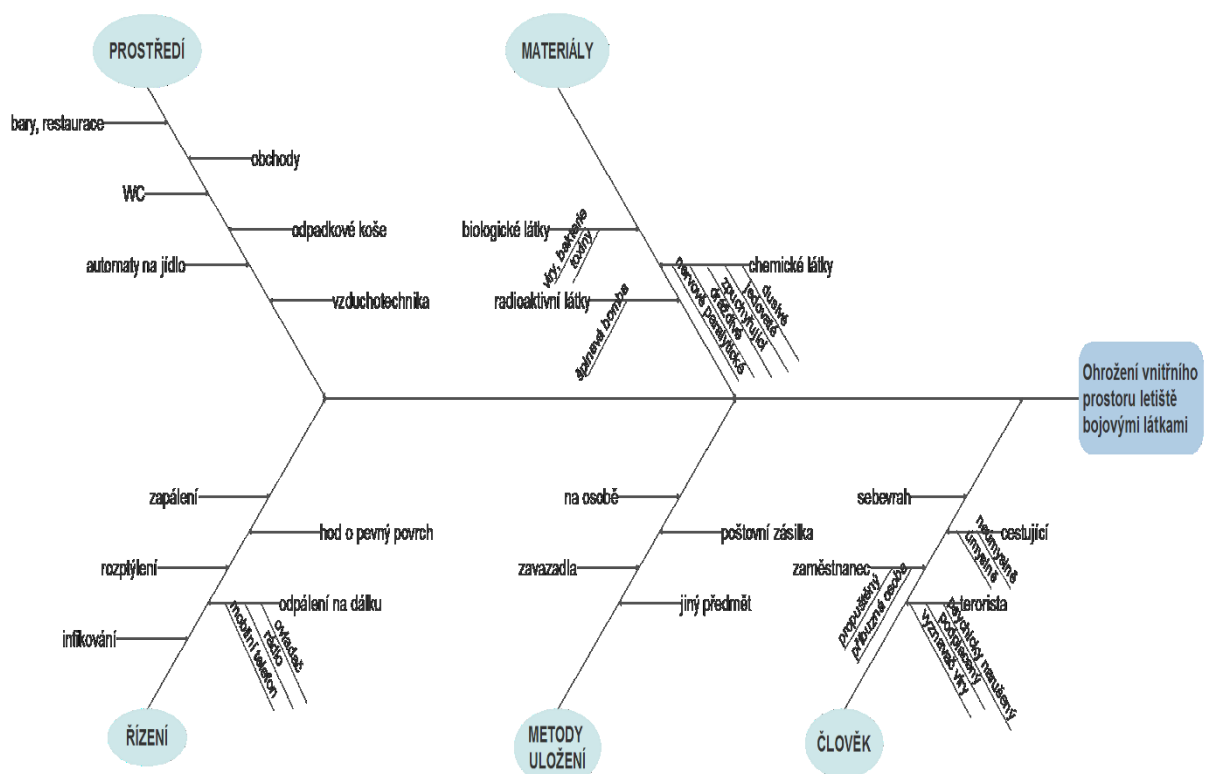 PROSTŘEDÍ
bary, restaurace
obchody
WC
odpadkové koše
automaty na jídlo
vzduchotechnika
MATERIÁLY
biologické látky
viry, bakterie
toxiny
chemické látky
dusivé
jedovaté
zpuchýřující
dráždivé
nervově paralytické
radioaktivní látky
špinavá bomba
Ohrožení vnitřního
prostoru letiště
bojovými látkami
zapálení
hod o pevný povrch
rozptýlení
odpálení na dálku
ovladač
rádio
mobilní telefon
infikování
ŘÍZENÍ
na osobě
poštovní zásilka
zavazadla
jiný předmět
METODY
ULOŽENÍ
sebevrah
cestující
neúmyslně
úmyslně
zaměstnanec
propuštěný
příbuzné osoba
terorista
psychicky narušený
podplacený
vyznavač víry
ČLOVĚK